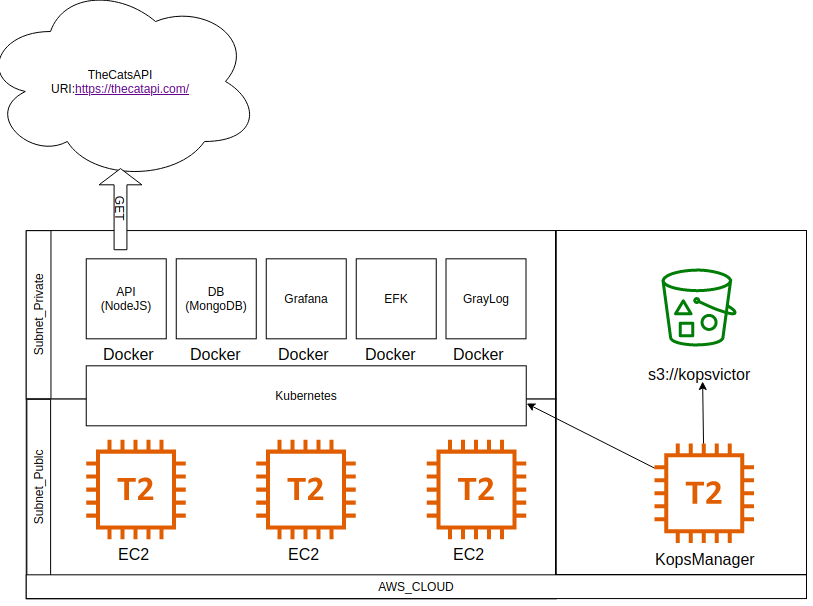 TheCatsAPI
URI:https://thecatapi.com/
GET
Subnet_Private
API
(NodeJS)
DB
(MongoDB)
Grafana
EFK
GrayLog
Docker
Docker
Docker
Docker
Docker
Kubernetes
s3://kopsvictor
Subnet_Publc
T2
T2
T2
T2
EC2
EC2
EC2
KopsManager
AWS_CLOUD